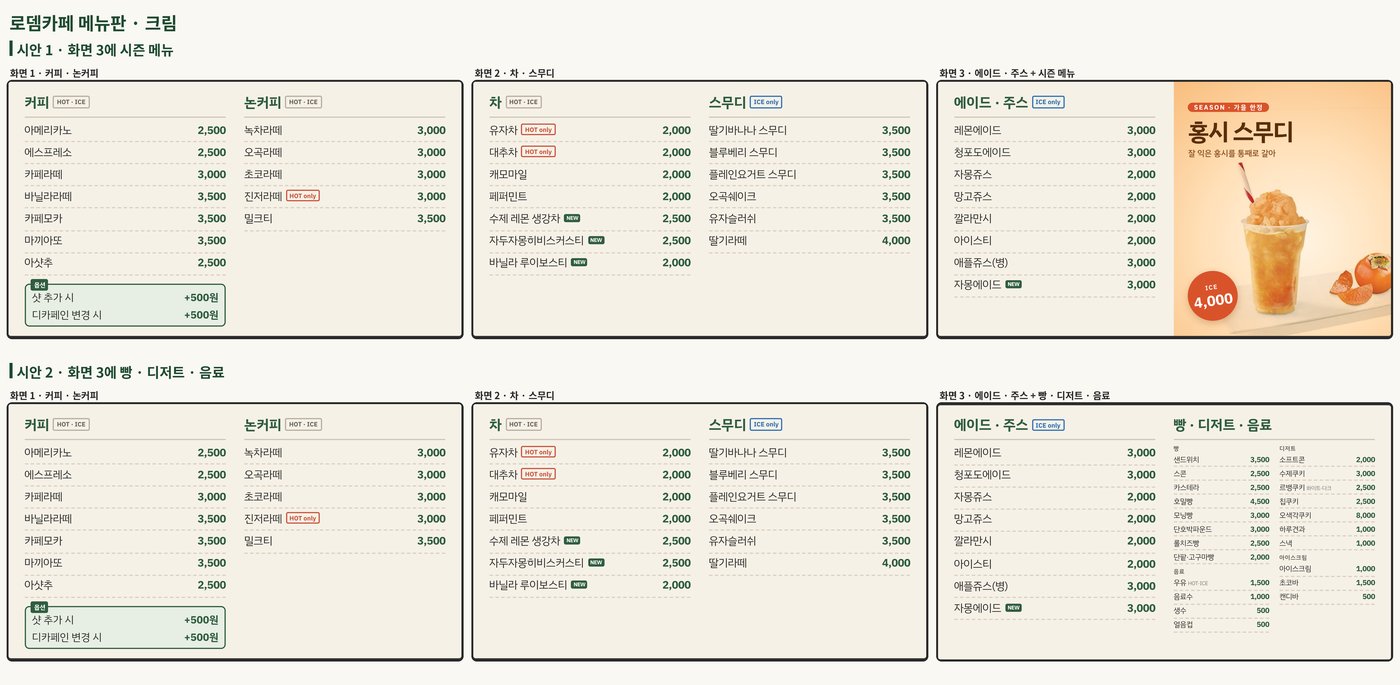 로뎀카페 메뉴판 · 크림
시안 1 · 화면 3에 시즌 메뉴
화면 1 · 커피 · 논커피
커피 HOT · ICE
아메리카노 2,500
에스프레소 2,500
카페라떼 3,000
바닐라라떼 3,500
카페모카 3,500
마끼아또 3,500
아샷추 2,500
옵션
샷 추가 시 +500원
디카페인 변경 시 +500원
논커피 HOT · ICE
녹차라떼 3,000
오곡라떼 3,000
초코라떼 3,000
진저라떼 HOT only 3,000
밀크티 3,500
화면 2 · 차 · 스무디
차 HOT · ICE
유자차 HOT only 2,000
대추차 HOT only 2,000
캐모마일 2,000
페퍼민트 2,000
수제 레몬 생강차 NEW 2,500
자두자몽히비스커스티 NEW 2,500
바닐라 루이보스티 NEW 2,000
스무디 ICE only
딸기바나나 스무디 3,500
블루베리 스무디 3,500
플레인요거트 스무디 3,500
오곡쉐이크 3,500
유자슬러쉬 3,500
딸기라떼 4,000
화면 3 · 에이드 · 주스 + 시즌 메뉴
에이드 · 주스 ICE only
레몬에이드 3,000
청포도에이드 3,000
자몽쥬스 2,000
망고쥬스 2,000
깔라만시 2,000
아이스티 2,000
애플쥬스(병) 3,000
자몽에이드 NEW 3,000
SEASON · 가을 한정
홍시 스무디
잘 익은 홍시를 통째로 갈아
ICE
4,000
시안 2 · 화면 3에 빵 · 디저트 · 음료
화면 1 · 커피 · 논커피
커피 HOT · ICE
아메리카노 2,500
에스프레소 2,500
카페라떼 3,000
바닐라라떼 3,500
카페모카 3,500
마끼아또 3,500
아샷추 2,500
옵션
샷 추가 시 +500원
디카페인 변경 시 +500원
논커피 HOT · ICE
녹차라떼 3,000
오곡라떼 3,000
초코라떼 3,000
진저라떼 HOT only 3,000
밀크티 3,500
화면 2 · 차 · 스무디
차 HOT · ICE
유자차 HOT only 2,000
대추차 HOT only 2,000
캐모마일 2,000
페퍼민트 2,000
수제 레몬 생강차 NEW 2,500
자두자몽히비스커스티 NEW 2,500
바닐라 루이보스티 NEW 2,000
스무디 ICE only
딸기바나나 스무디 3,500
블루베리 스무디 3,500
플레인요거트 스무디 3,500
오곡쉐이크 3,500
유자슬러쉬 3,500
딸기라떼 4,000
화면 3 · 에이드 · 주스 + 빵 · 디저트 · 음료
에이드 · 주스 ICE only
레몬에이드 3,000
청포도에이드 3,000
자몽쥬스 2,000
망고쥬스 2,000
깔라만시 2,000
아이스티 2,000
애플쥬스(병) 3,000
자몽에이드 NEW 3,000
빵 · 디저트 · 음료
빵
샌드위치 3,500
스콘 2,500
카스테라 2,500
호밀빵 4,500
모닝빵 3,000
단호박파운드 3,000
롤치즈빵 2,500
단팥·고구마빵 2,000
음료
우유 HOT·ICE 1,500
음료수 1,000
생수 500
얼음컵 500
디저트
소프트콘 2,000
수제쿠키 3,000
르뱅쿠키 화이트·다크 2,500
칩쿠키 2,500
오색각쿠키 8,000
하루견과 1,000
스낵 1,000
아이스크림
아이스크림 1,000
초코바 1,500
캔디바 500